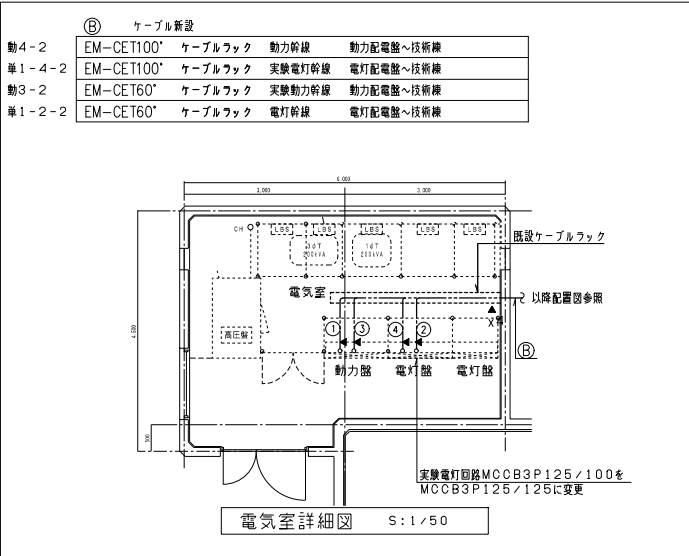 Ⓑ ケーブル新設
動4-2 EM-CET100° ケーブルラック 動力幹線 動力配電盤~技術棟
単1-4-2 EM-CET100° ケーブルラック 実験電灯幹線 電灯配電盤~技術棟
動3-2 EM-CET60° ケーブルラック 実験動力幹線 動力配電盤~技術棟
単1-2-2 EM-CET60° ケーブルラック 電灯幹線 電灯配電盤~技術棟
6,000
3,000 3,000
CH LBS LBS LBS LBS LBS
3φT
200kVA
1φT
200kVA
既設ケーブルラック
電気室
以降配置図参照
4,500
高圧盤
① ③ ④ ②
Ⓑ
動力盤 電灯盤 電灯盤
500
実験電灯回路MCCB3P125/100を
MCCB3P125/125に変更
電気室詳細図 S:1/50